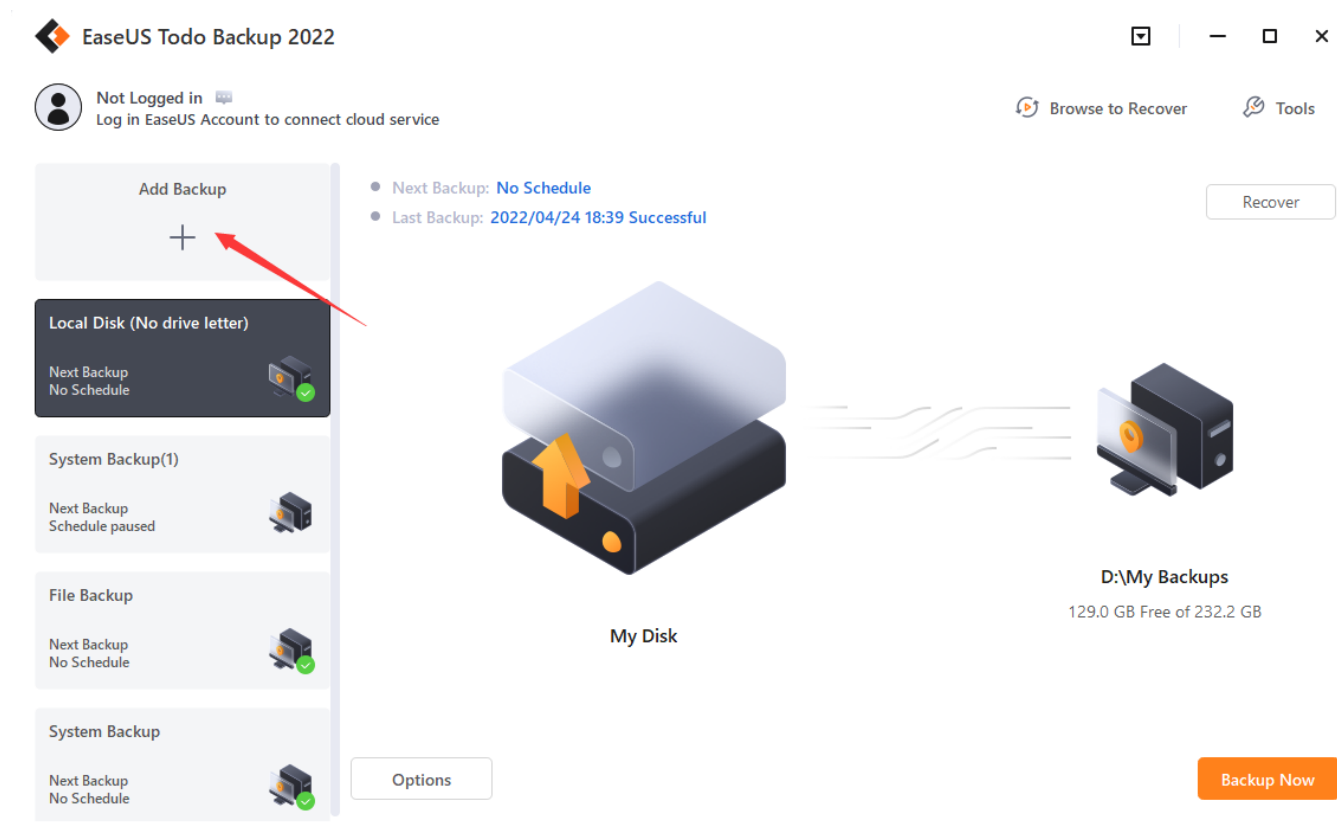 EaseUS Todo Backup 2022
Not Logged in
Log in EaseUS Account to connect cloud service
Browse to Recover
Tools
Add Backup
Next Backup: No Schedule
Last Backup: 2022/04/24 18:39 Successful
Recover
Local Disk (No drive letter)
Next Backup
No Schedule
System Backup(1)
Next Backup
Schedule paused
File Backup
Next Backup
No Schedule
System Backup
Next Backup
No Schedule
My Disk
D:\My Backups
129.0 GB Free of 232.2 GB
Options
Backup Now